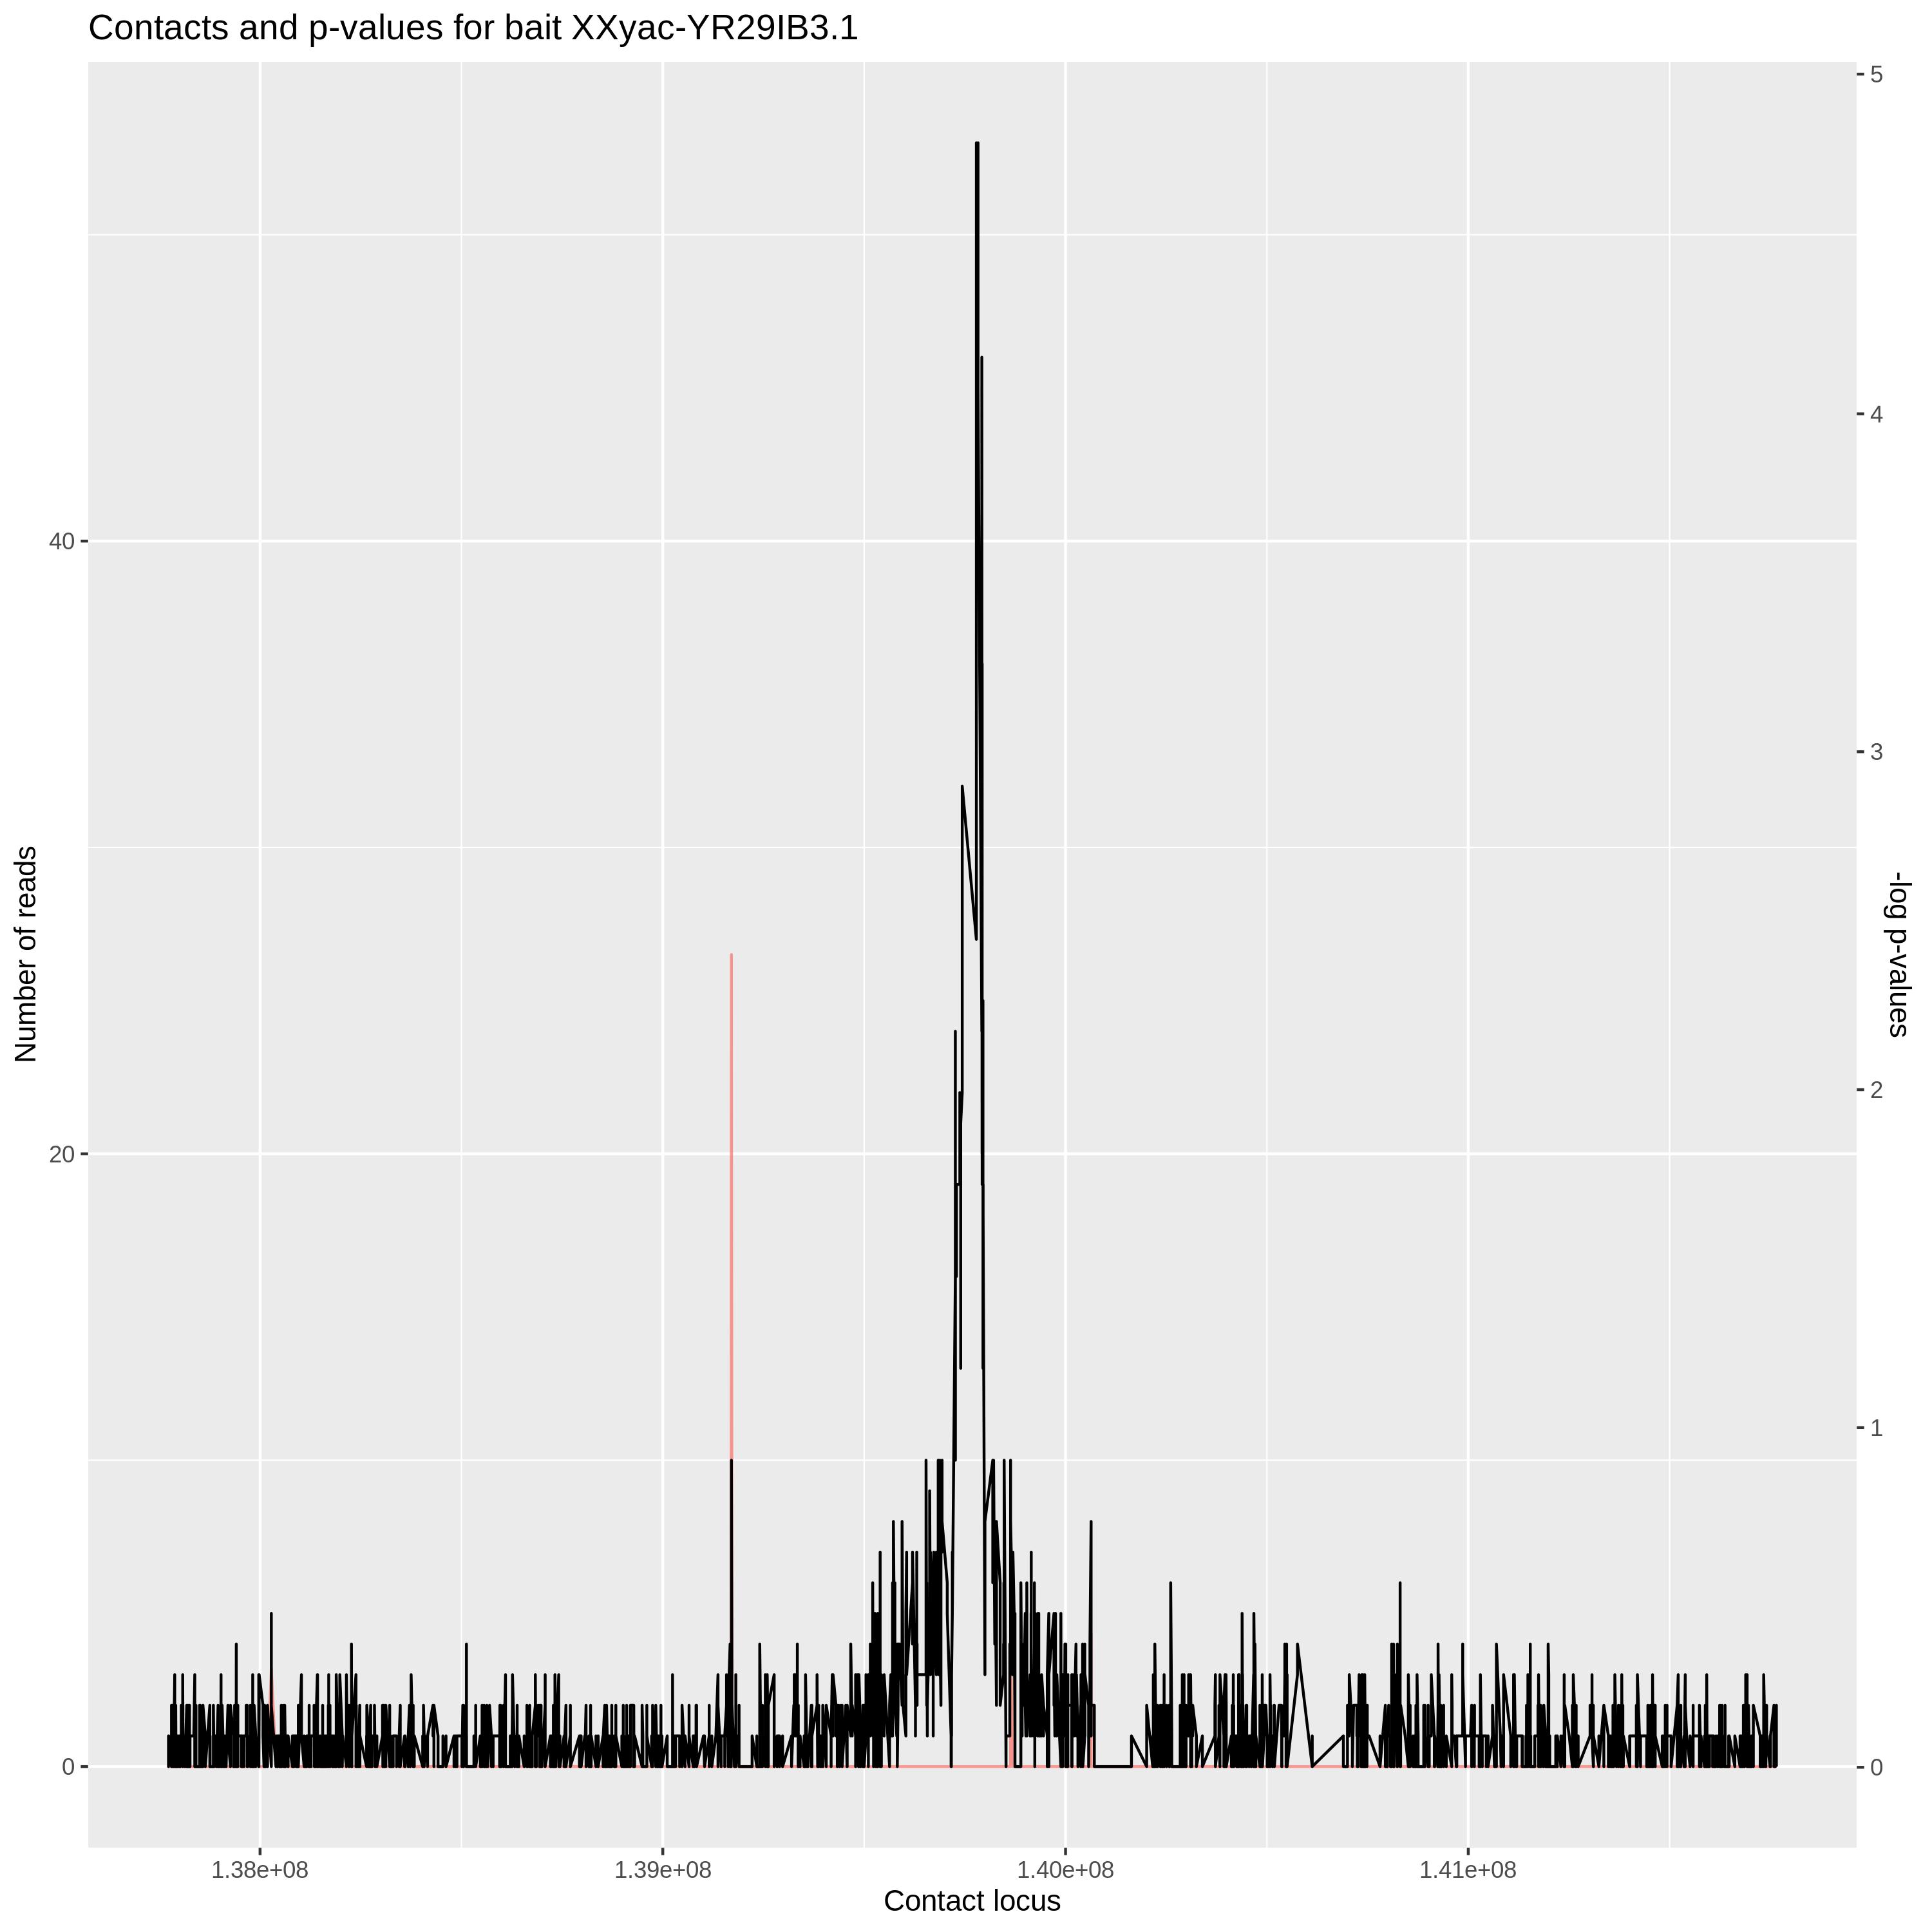 Contacts and p-values for bait XXyac-YR29IB3.1
5
4
40
3
2
20
1
0
0
Number of reads
-log p-values
1.38e+08 1.39e+08 1.40e+08 1.41e+08
Contact locus